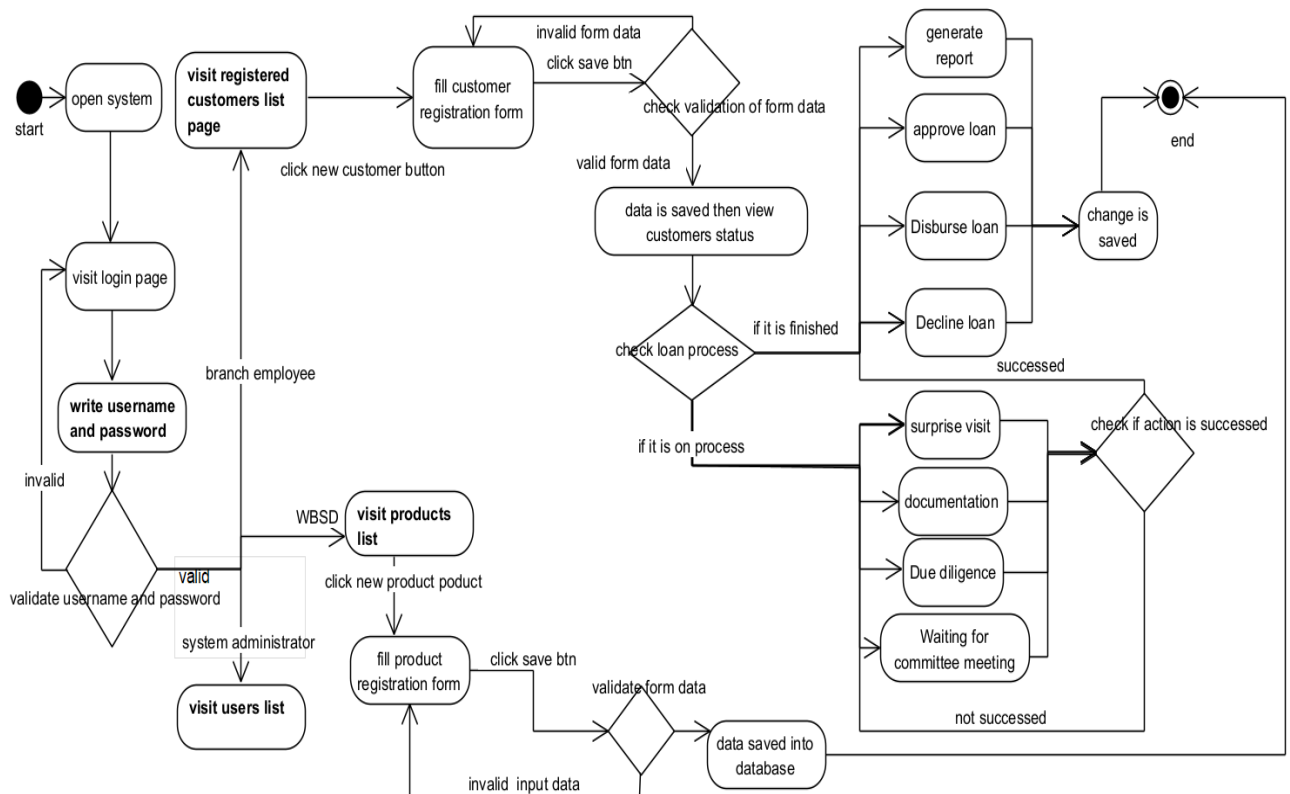 start
open system
visit login page
write username
and password
invalid
validate username and password
valid
branch employee
system administrator
visit users list
WBSD
visit products
list
click new product poduct
fill product
registration form
click save btn
validate form data
invalid input data
data saved into
database
visit registered
customers list
page
click new customer button
fill customer
registration form
invalid form data
click save btn
check validation of form data
valid form data
data is saved then view
customers status
check loan process
if it is finished
if it is on process
generate
report
approve loan
Disburse loan
Decline loan
change is
saved
end
successed
surprise visit
documentation
Due diligence
Waiting for
committee meeting
check if action is successed
not successed